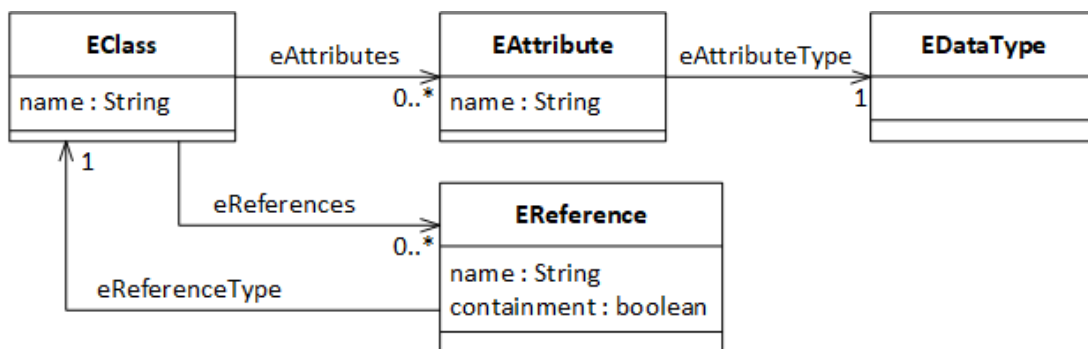 EClass
name : String
eAttributes
0..*
EAttribute
name : String
eAttributeType
1
EDataType
1
eReferences
0..*
eReferenceType
EReference
name : String
containment : boolean